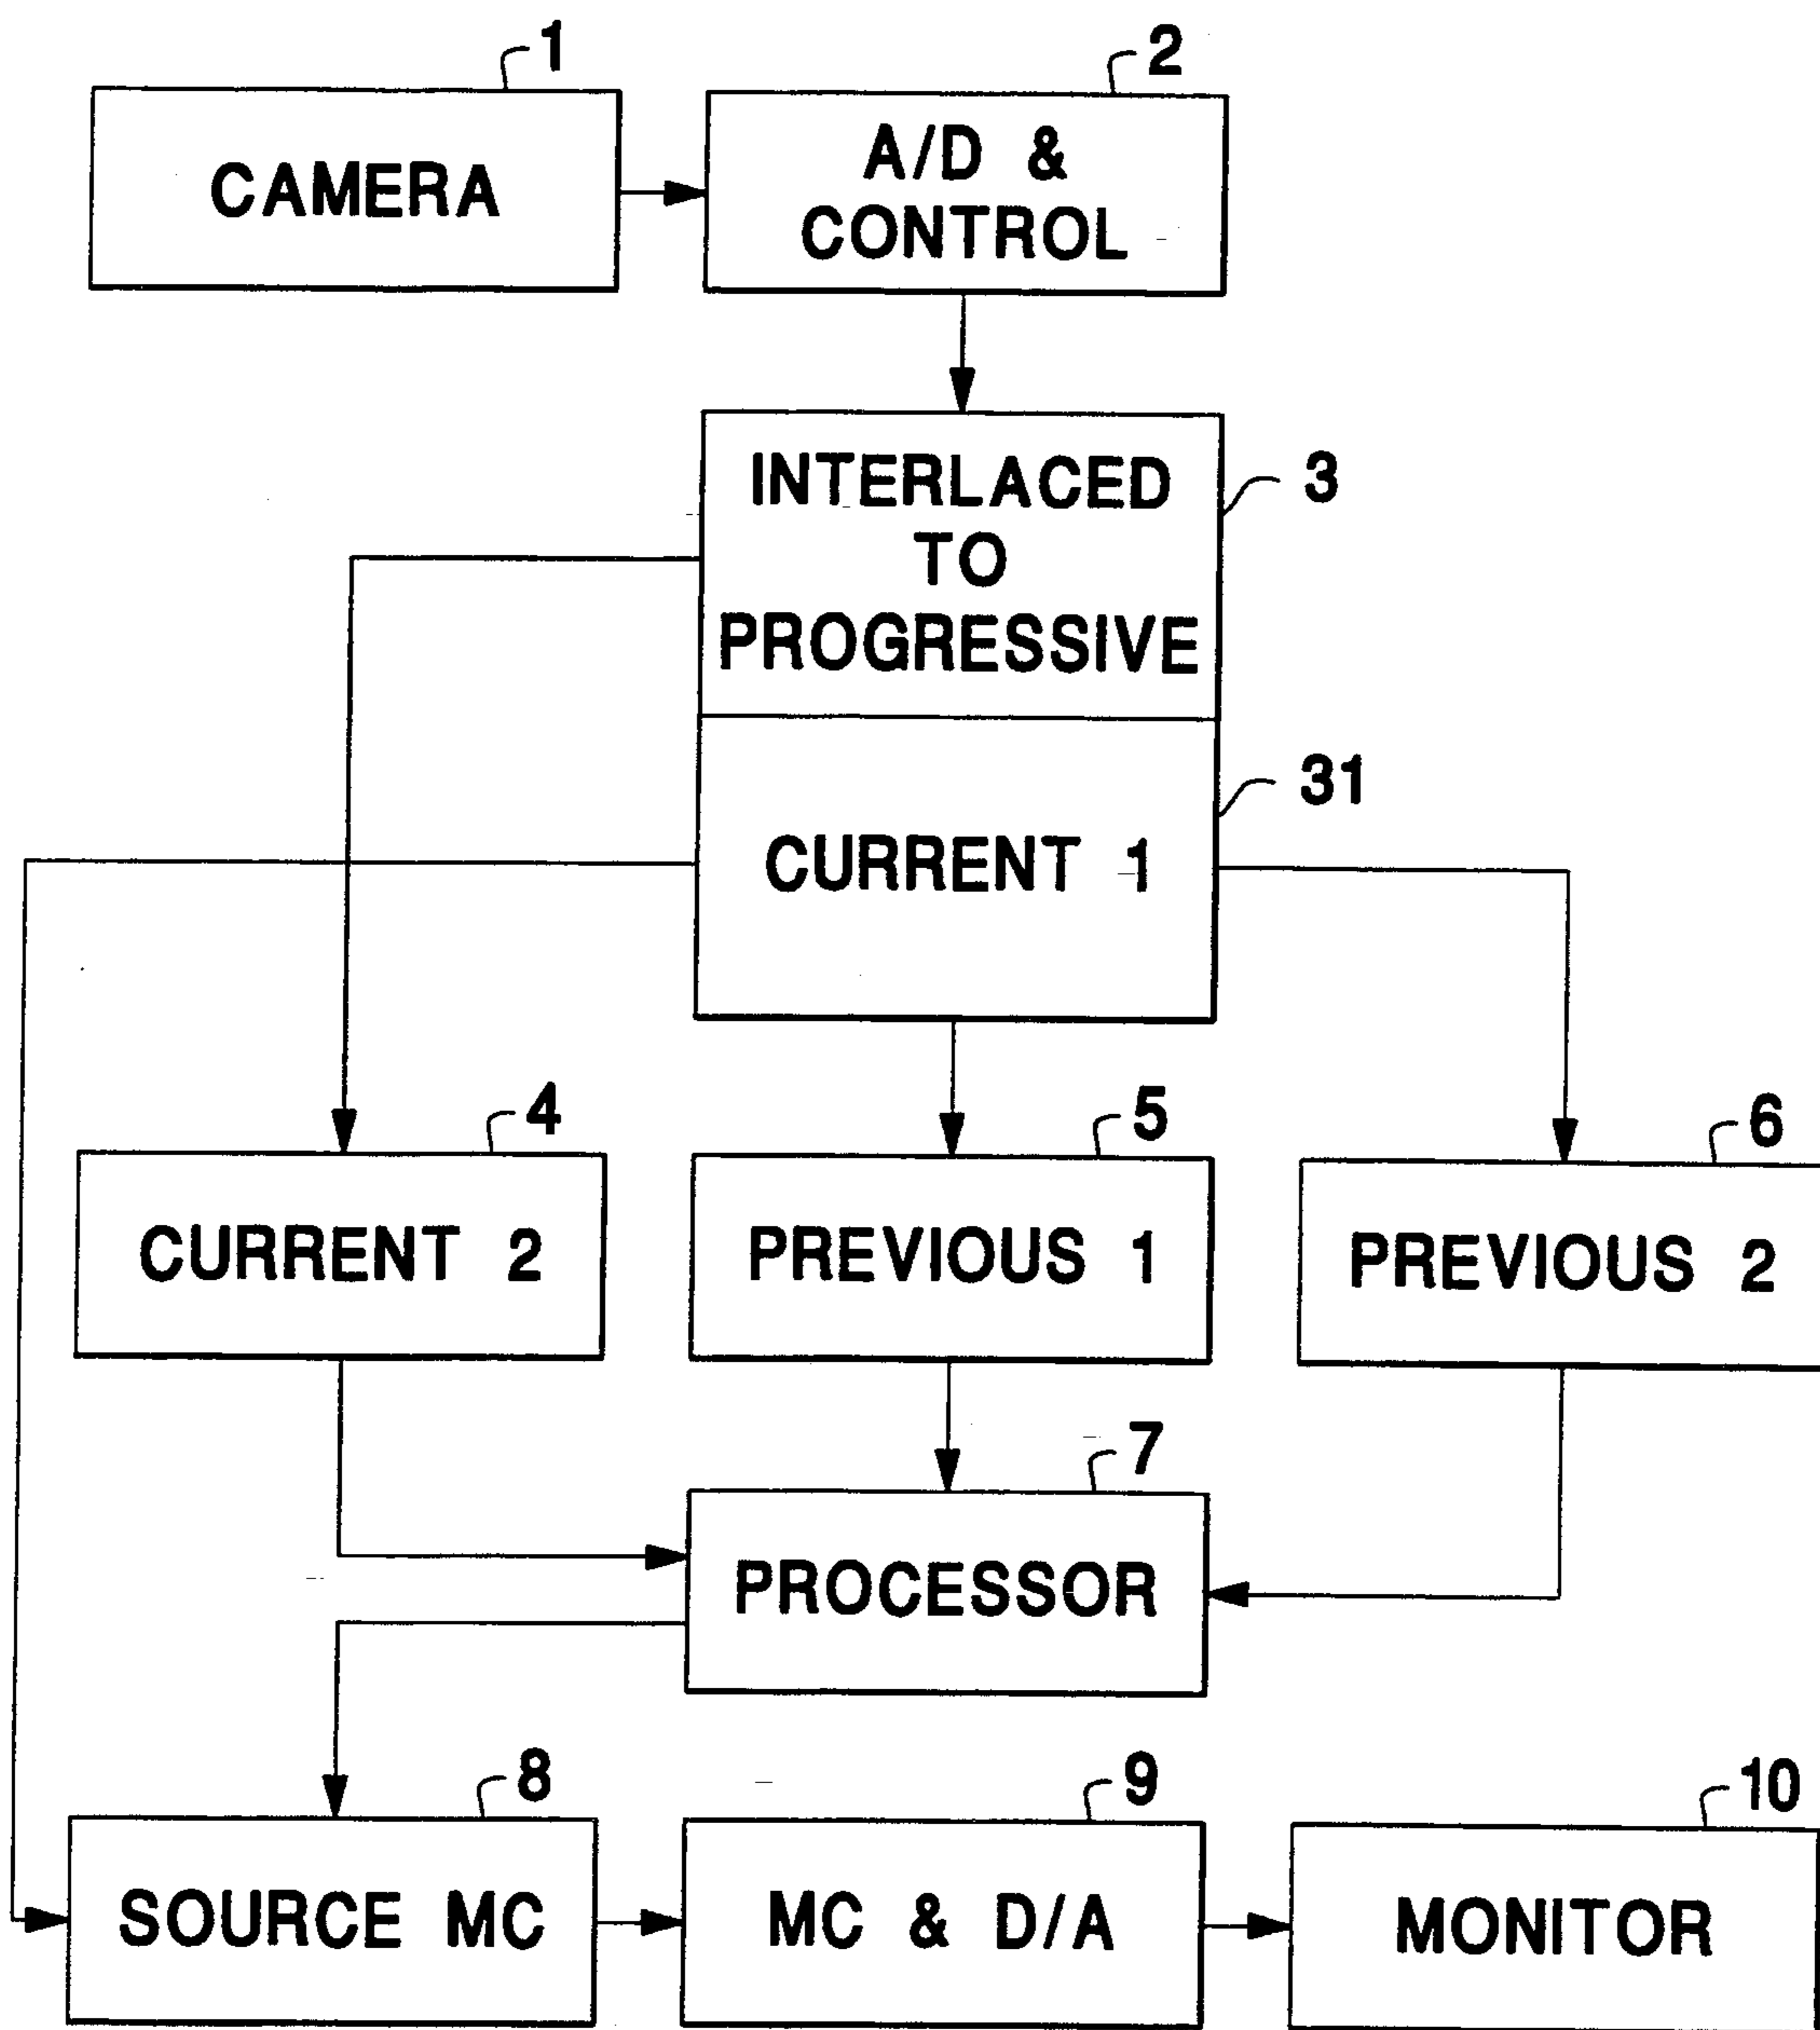 1
2
CAMERA
A/D &
CONTROL
INTERLACED
TO
PROGRESSIVE
3
CURRENT 1
31
4
5
6
CURRENT 2
PREVIOUS 1
PREVIOUS 2
7
PROCESSOR
8
9
10
SOURCE MC
MC & D/A
MONITOR